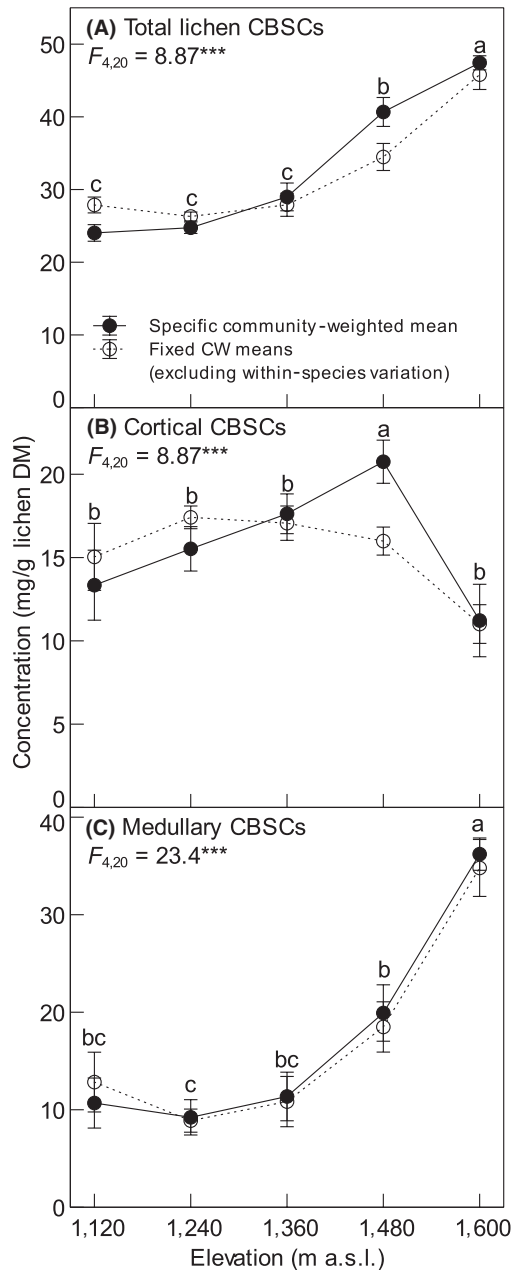 (A) Total lichen CBSCs
F4,20 = 8.87***
50
40
30
20
10
0
a
b
c
c
c
Specific community-weighted mean
Fixed CW means
(excluding within-species variation)
(B) Cortical CBSCs
F4,20 = 8.87***
20
15
10
5
0
b
b
b
a
b
Concentration (mg/g lichen DM)
(C) Medullary CBSCs
F4,20 = 23.4***
40
30
20
10
0
bc
c
bc
b
a
1,120 1,240 1,360 1,480 1,600
Elevation (m a.s.l.)